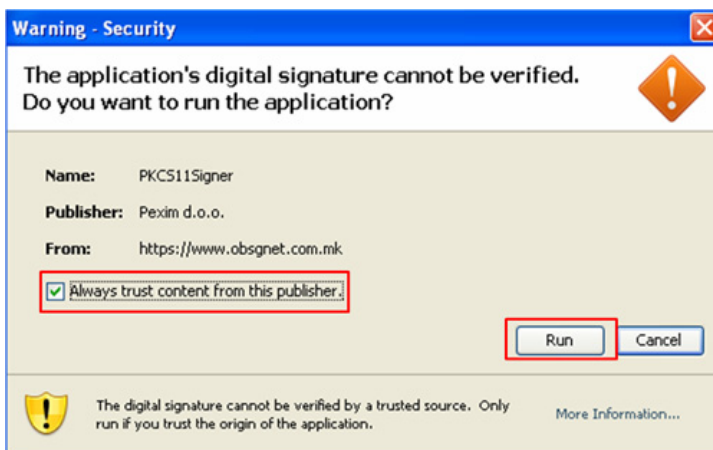 Warning - Security
The application's digital signature cannot be verified.
Do you want to run the application?
Name: PKCS11Signer
Publisher: Pexim d.o.o.
From: https://www.obsgnet.com.mk
Always trust content from this publisher.
Run Cancel
The digital signature cannot be verified by a trusted source. Only
run if you trust the origin of the application.
More Information...